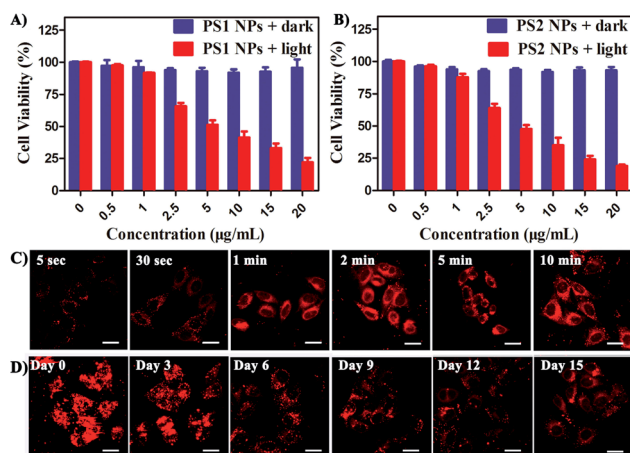 A)
PS1 NPs + dark
PS1 NPs + light
Cell Viability (%)
125
100
75
50
25
0
0 0.5 1 2.5 5 10 15 20
Concentration (µg/mL)
B)
PS2 NPs + dark
PS2 NPs + light
Cell Viability (%)
125
100
75
50
25
0
0 0.5 1 2.5 5 10 15 20
Concentration (µg/mL)
C)
5 sec 30 sec 1 min 2 min 5 min 10 min
D)
Day 0 Day 3 Day 6 Day 9 Day 12 Day 15